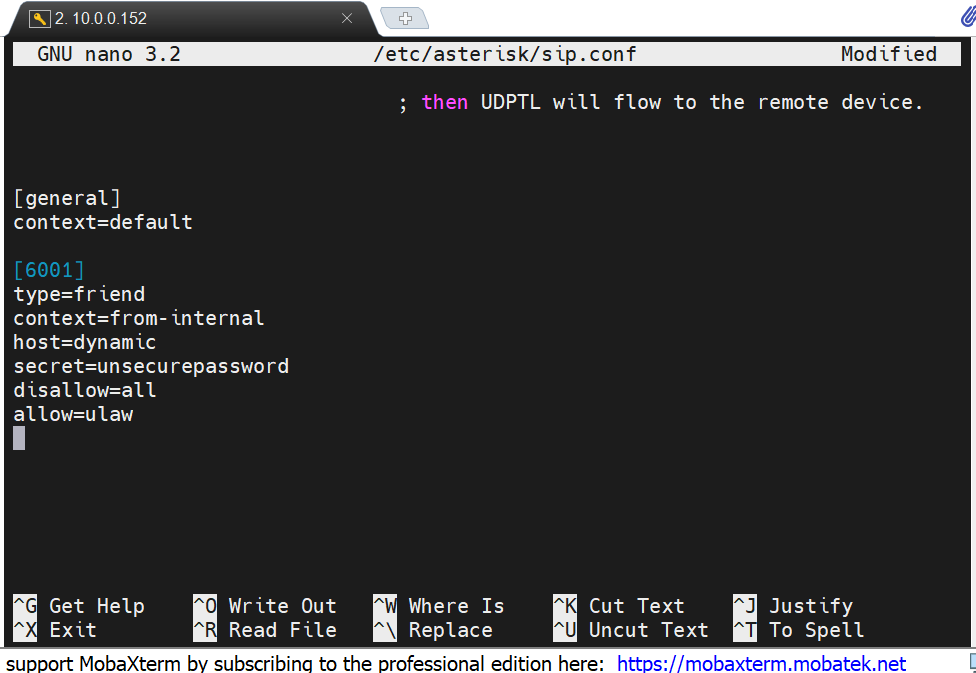 2. 10.0.0.152
GNU nano 3.2 /etc/asterisk/sip.conf Modified
; then UDPTL will flow to the remote device.
[general]
context=default
[6001]
type=friend
context=from-internal
host=dynamic
secret=unsecurepassword
disallow=all
allow=ulaw
^G Get Help ^O Write Out ^W Where Is ^K Cut Text ^J Justify
^X Exit ^R Read File ^\ Replace ^U Uncut Text ^T To Spell
support MobaXterm by subscribing to the professional edition here: https://mobaxterm.mobatek.net